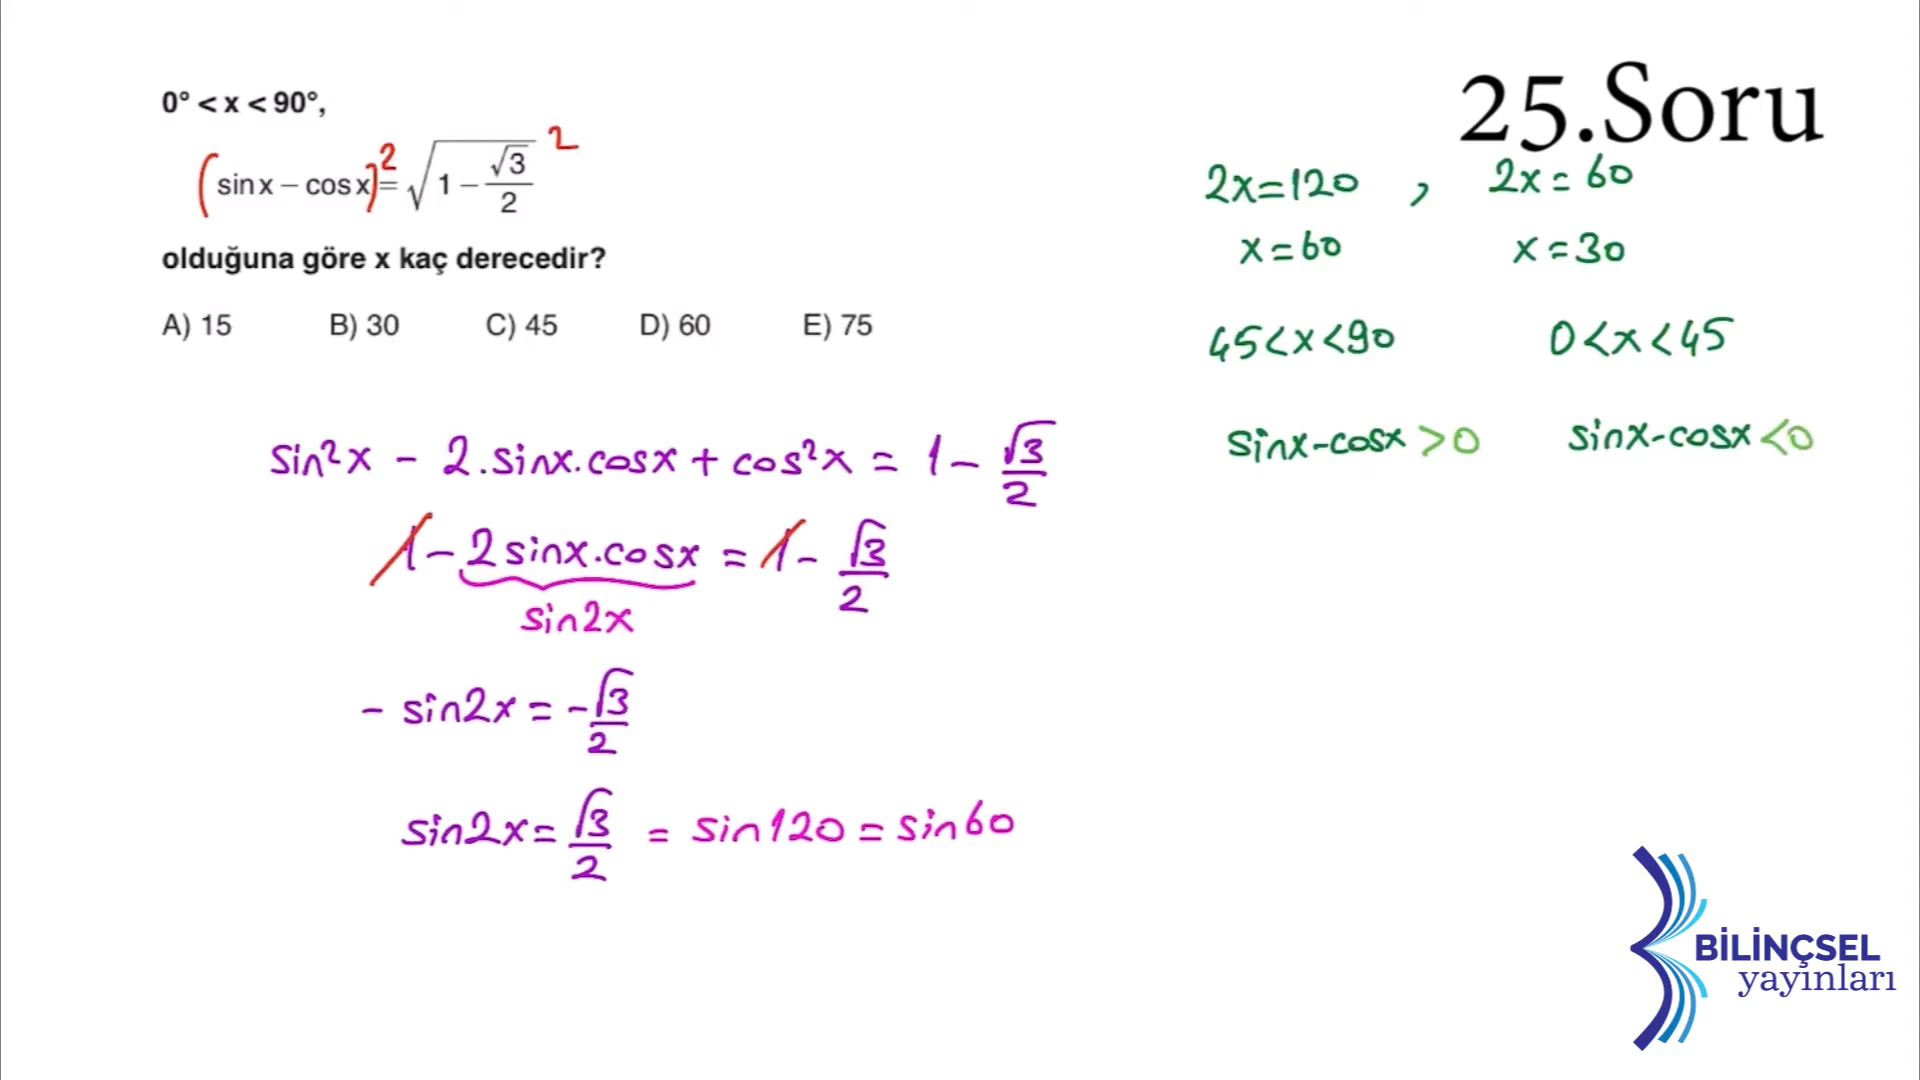 25.Soru
0° < x < 90°,
(sin x – cos x)² = √(1 – √3/2) ²
olduğuna göre x kaç derecedir?
A) 15 B) 30 C) 45 D) 60 E) 75
sin²x - 2.sinx.cosx + cos²x = 1 - √3/2
1 - 2sinx.cosx = 1 - √3/2
sin2x
- sin2x = -√3/2
sin2x = √3/2 = sin120 = sin60
2x=120 , 2x=60
x=60 x=30
45<x<90 0<x<45
sinx-cosx >0 sinx-cosx <0
BİLİNÇSEL
yayınları